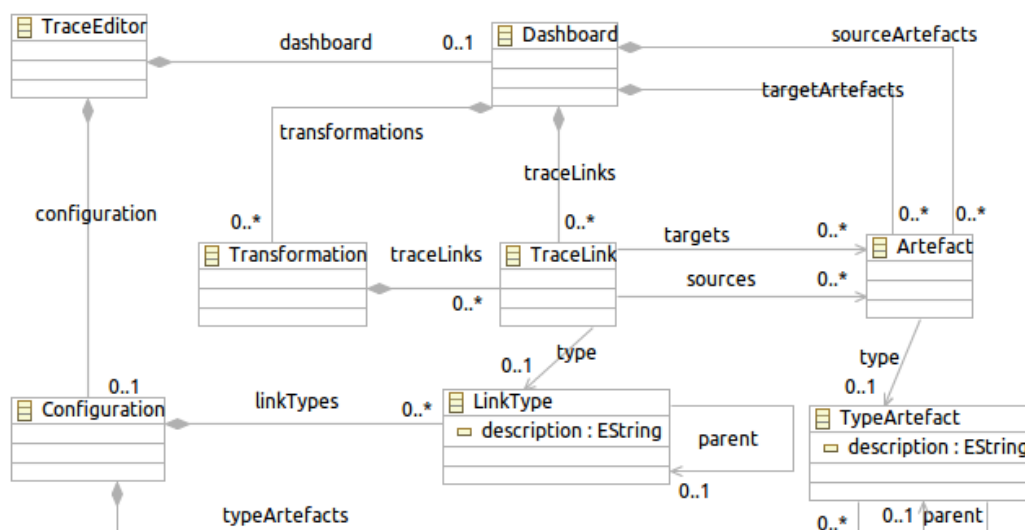 TraceEditor
dashboard
0..1
Dashboard
sourceArtefacts
targetArtefacts
transformations
traceLinks
configuration
0..*
0..*
0..*
0..*
Transformation
traceLinks
0..*
TraceLink
targets
0..*
sources
0..*
Artefact
type
0..1
type
0..1
0..1
Configuration
linkTypes
0..*
LinkType
description : EString
parent
0..1
TypeArtefact
description : EString
typeArtefacts
0..*
0..1
parent